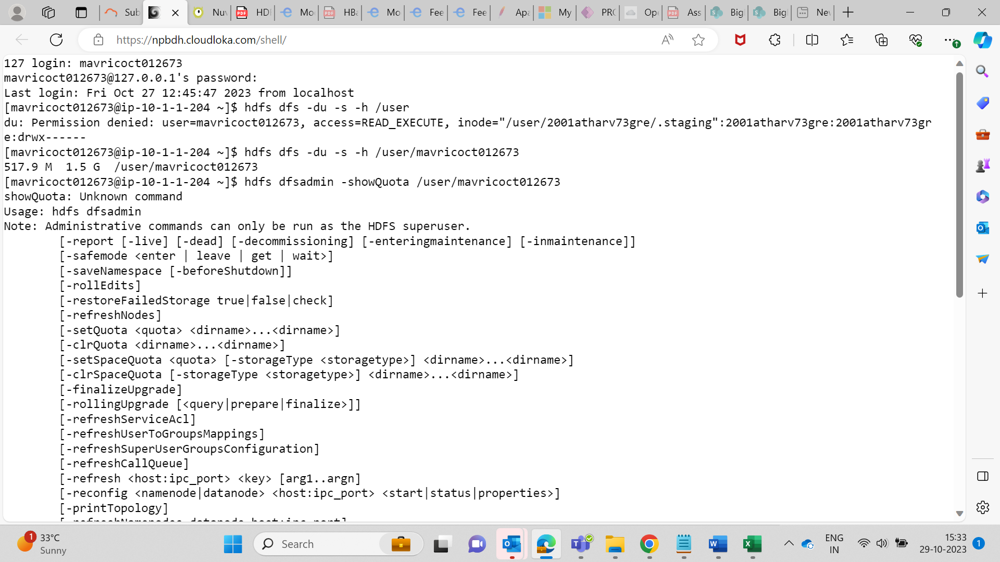 Sub
Nuv
HDF
Mo
HBa
Mo
Fee
Fee
Apa
My
PRO
Ope
Ass
Big
Big
Nev
https://npbdh.cloudloka.com/shell/
127 login: mavricoct012673
mavricoct012673@127.0.0.1's password:
Last login: Fri Oct 27 12:45:47 2023 from localhost
[mavricoct012673@ip-10-1-1-204 ~]$ hdfs dfs -du -s -h /user
du: Permission denied: user=mavricoct012673, access=READ_EXECUTE, inode="/user/2001atharv73gre/.staging":2001atharv73gre:2001atharv73gr
e:drwx------
[mavricoct012673@ip-10-1-1-204 ~]$ hdfs dfs -du -s -h /user/mavricoct012673
517.9 M  1.5 G  /user/mavricoct012673
[mavricoct012673@ip-10-1-1-204 ~]$ hdfs dfsadmin -showQuota /user/mavricoct012673
showQuota: Unknown command
Usage: hdfs dfsadmin
Note: Administrative commands can only be run as the HDFS superuser.
[-report [-live] [-dead] [-decommissioning] [-enteringmaintenance] [-inmaintenance]]
[-safemode <enter | leave | get | wait>]
[-saveNamespace [-beforeShutdown]]
[-rollEdits]
[-restoreFailedStorage true|false|check]
[-refreshNodes]
[-setQuota <quota> <dirname>...<dirname>]
[-clrQuota <dirname>...<dirname>]
[-setSpaceQuota <quota> [-storageType <storagetype>] <dirname>...<dirname>]
[-clrSpaceQuota [-storageType <storagetype>] <dirname>...<dirname>]
[-finalizeUpgrade]
[-rollingUpgrade [<query|prepare|finalize>]]
[-refreshServiceAcl]
[-refreshUserToGroupsMappings]
[-refreshSuperUserGroupsConfiguration]
[-refreshCallQueue]
[-refresh <host:ipc_port> <key> [arg1..argn]
[-reconfig <namenode|datanode> <host:ipc_port> <start|status|properties>]
[-printTopology]
[-refreshNamenodes datanode_host:ipc_port]
1
33°C
Sunny
Search
ENG
IN
15:33
29-10-2023
1